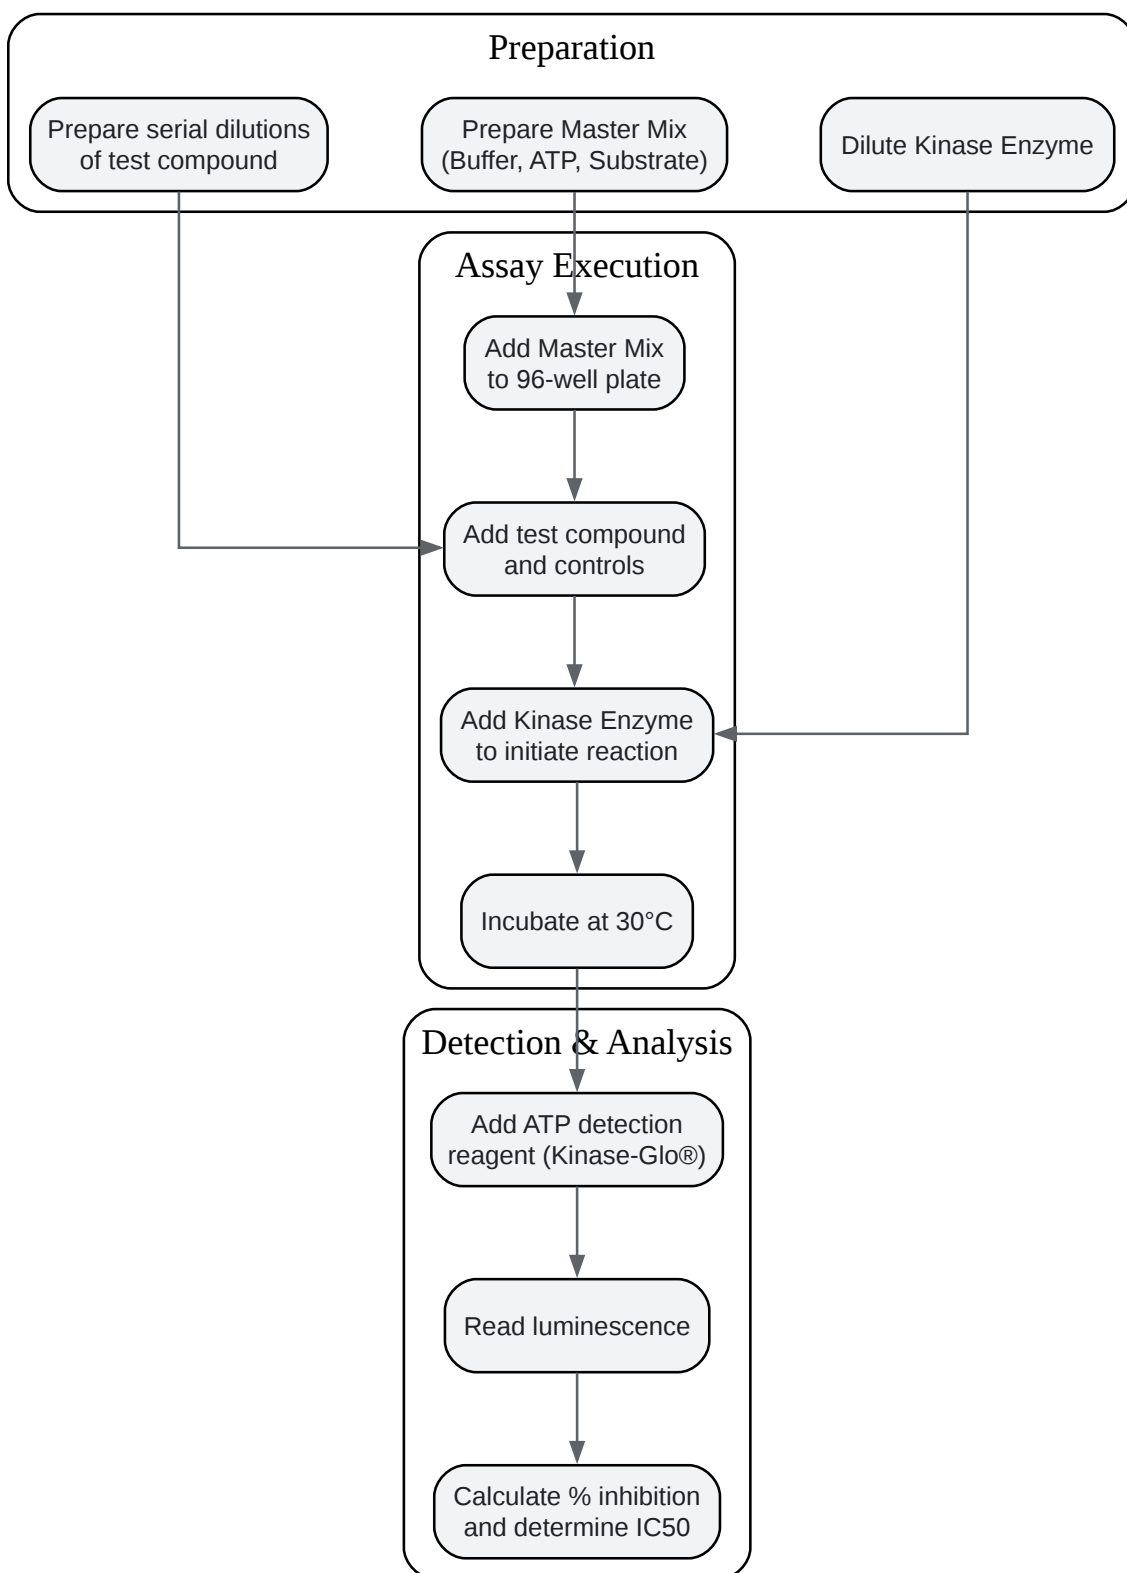 Preparation
Prepare serial dilutions
of test compound
Prepare Master Mix
(Buffer, ATP, Substrate)
Dilute Kinase Enzyme
Assay Execution
Add Master Mix
to 96-well plate
Add test compound
and controls
Add Kinase Enzyme
to initiate reaction
Incubate at 30°C
Detection & Analysis
Add ATP detection
reagent (Kinase-Glo®)
Read luminescence
Calculate % inhibition
and determine IC50